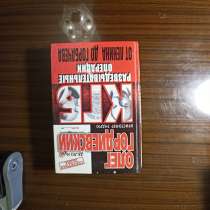 ОЛЕГ
ГОРДИЕВСКИЙ
КРИСТОФЕР ЭНДРЮ
КГБ
РАЗВЕДЫВАТЕЛЬНЫЕ
ОПЕРАЦИИ
ОТ ЛЕНИНА ДО ГОРБАЧЕВА